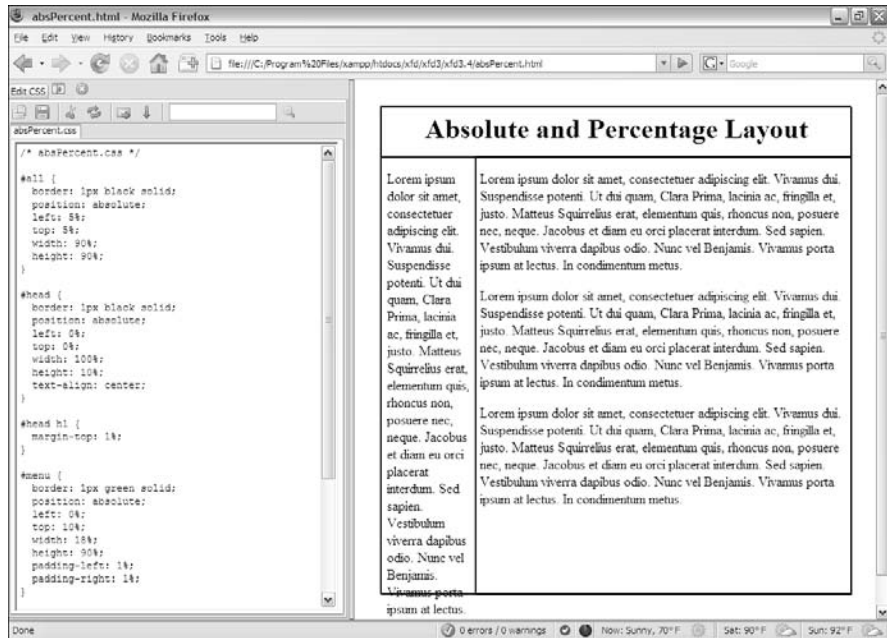 absPercent.html - Mozilla Firefox
File Edit View History Bookmarks Tools Help
file:///C:/Program%20Files/xampp/htdocs/xfd/xfd3/xfd3.4/absPercent.html
Google
Edit CSS
absPercent.css
/* absPercent.css */
#all {
border: 1px black solid;
position: absolute;
left: 5%;
top: 5%;
width: 90%;
height: 90%;
}
#head {
border: 1px black solid;
position: absolute;
left: 0%;
top: 0%;
width: 100%;
height: 10%;
text-align: center;
}
#head h1 {
margin-top: 1%;
}
#menu {
border: 1px green solid;
position: absolute;
left: 0%;
top: 10%;
width: 18%;
height: 90%;
padding-left: 1%;
padding-right: 1%;
}
Absolute and Percentage Layout
Lorem ipsum
dolor sit amet,
consectetuer
adipiscing elit.
Vivamus dui.
Suspendisse
potenti. Ut dui
quam, Clara
Prima, lacinia
ac, fringilla et,
justo. Matteus
Squirrelius erat,
elementum quis,
rhoncus non,
posuere nec,
neque. Jacobus
et diam eu orci
placerat
interdum. Sed
sapien.
Vestibulum
viverra dapibus
odio. Nunc vel
Benjamis.
Vivamus porta
ipsum at lectus.
Lorem ipsum dolor sit amet, consectetuer adipiscing elit. Vivamus dui.
Suspendisse potenti. Ut dui quam, Clara Prima, lacinia ac, fringilla et,
justo. Matteus Squirrelius erat, elementum quis, rhoncus non, posuere
nec, neque. Jacobus et diam eu orci placerat interdum. Sed sapien.
Vestibulum viverra dapibus odio. Nunc vel Benjamis. Vivamus porta
ipsum at lectus. In condimentum metus.
Lorem ipsum dolor sit amet, consectetuer adipiscing elit. Vivamus dui.
Suspendisse potenti. Ut dui quam, Clara Prima, lacinia ac, fringilla et,
justo. Matteus Squirrelius erat, elementum quis, rhoncus non, posuere
nec, neque. Jacobus et diam eu orci placerat interdum. Sed sapien.
Vestibulum viverra dapibus odio. Nunc vel Benjamis. Vivamus porta
ipsum at lectus. In condimentum metus.
Lorem ipsum dolor sit amet, consectetuer adipiscing elit. Vivamus dui.
Suspendisse potenti. Ut dui quam, Clara Prima, lacinia ac, fringilla et,
justo. Matteus Squirrelius erat, elementum quis, rhoncus non, posuere
nec, neque. Jacobus et diam eu orci placerat interdum. Sed sapien.
Vestibulum viverra dapibus odio. Nunc vel Benjamis. Vivamus porta
ipsum at lectus. In condimentum metus.
Done
0 errors / 0 warnings Now: Sunny, 70° F Sat: 90° F Sun: 92° F